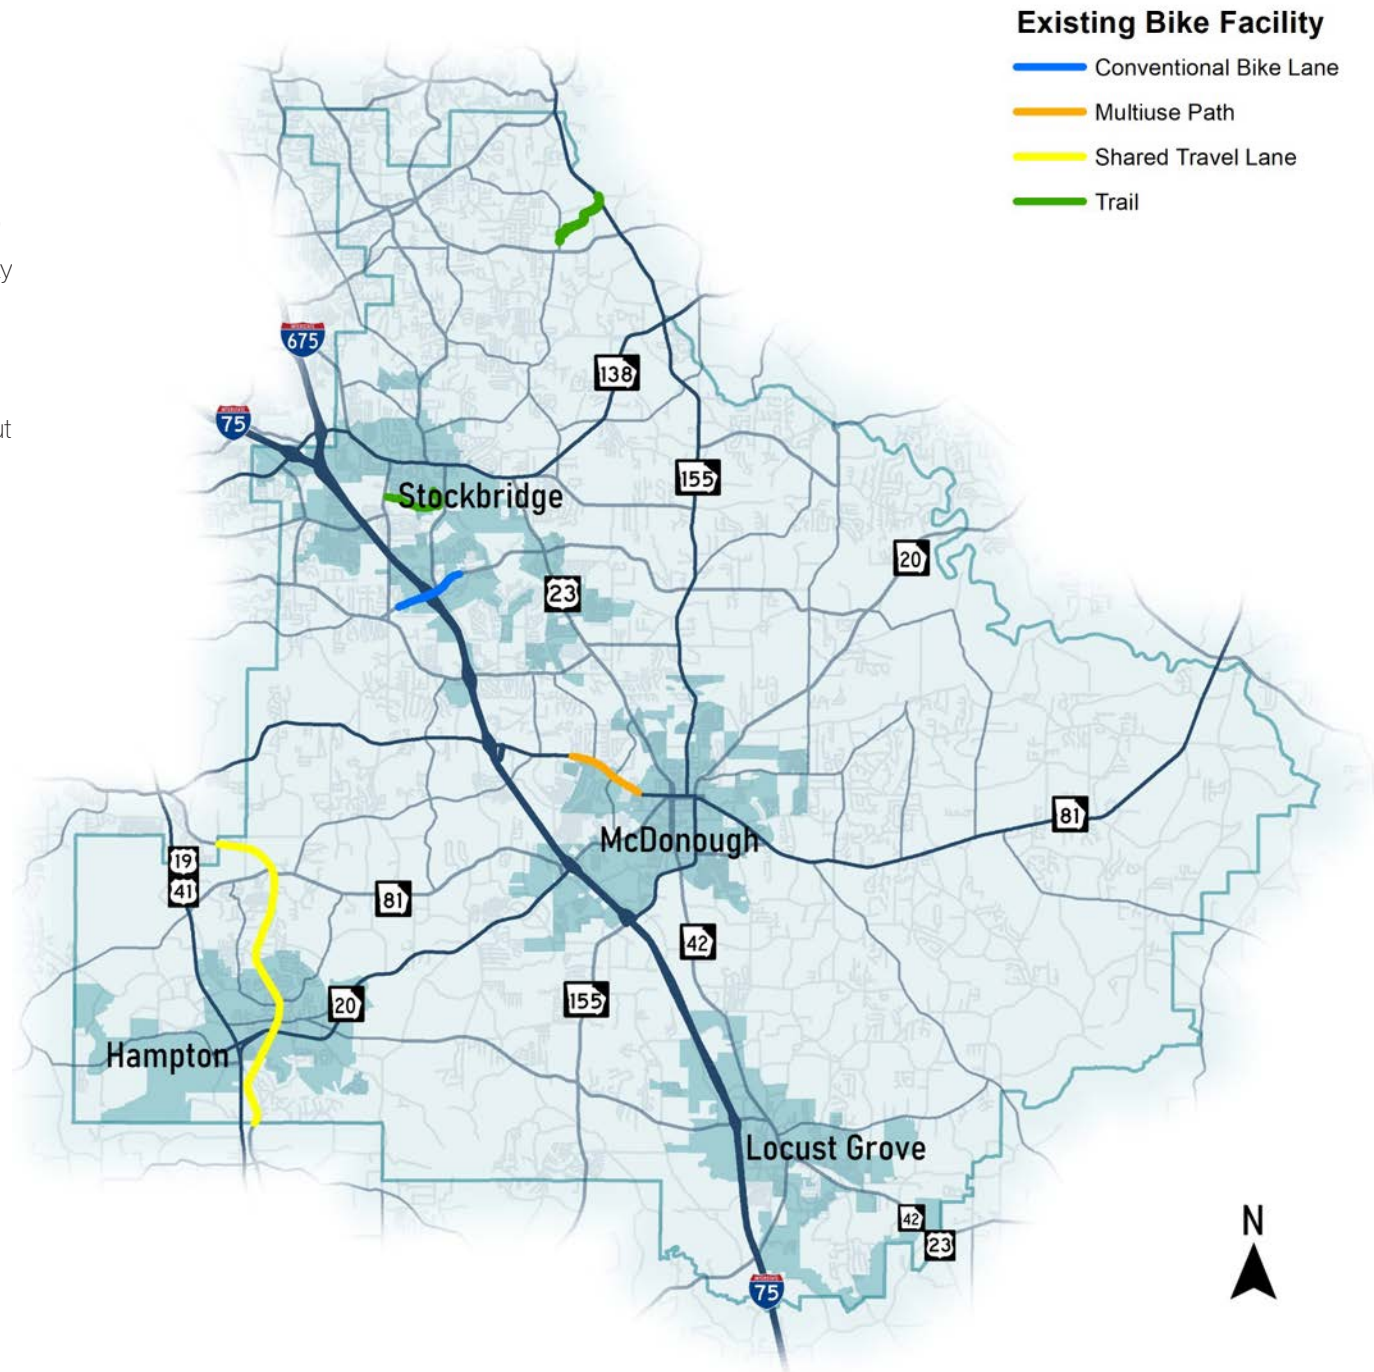 Existing Bike Facility
Conventional Bike Lane
Multiuse Path
Shared Travel Lane
Trail
675
138
75
155
Stockbridge
20
23
81
McDonough
19
41
81
42
20
155
Hampton
Locust Grove
42
23
N
75